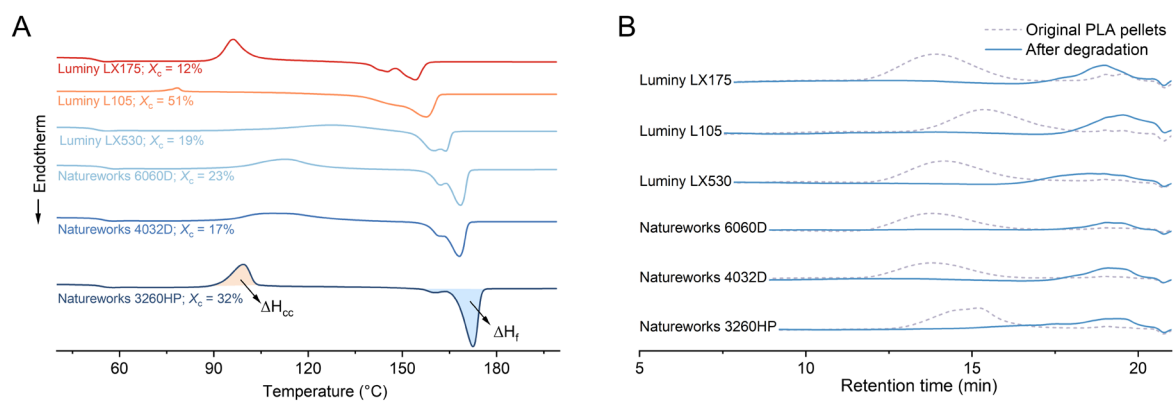 A
Endotherm
Luminy LX175; Xc = 12%
Luminy L105; Xc = 51%
Luminy LX530; Xc = 19%
Natureworks 6060D; Xc = 23%
Natureworks 4032D; Xc = 17%
Natureworks 3260HP; Xc = 32%
ΔHcc
ΔHf
60
90
120
150
180
Temperature (°C)
B
Original PLA pellets
After degradation
Luminy LX175
Luminy L105
Luminy LX530
Natureworks 6060D
Natureworks 4032D
Natureworks 3260HP
5
10
15
20
Retention time (min)